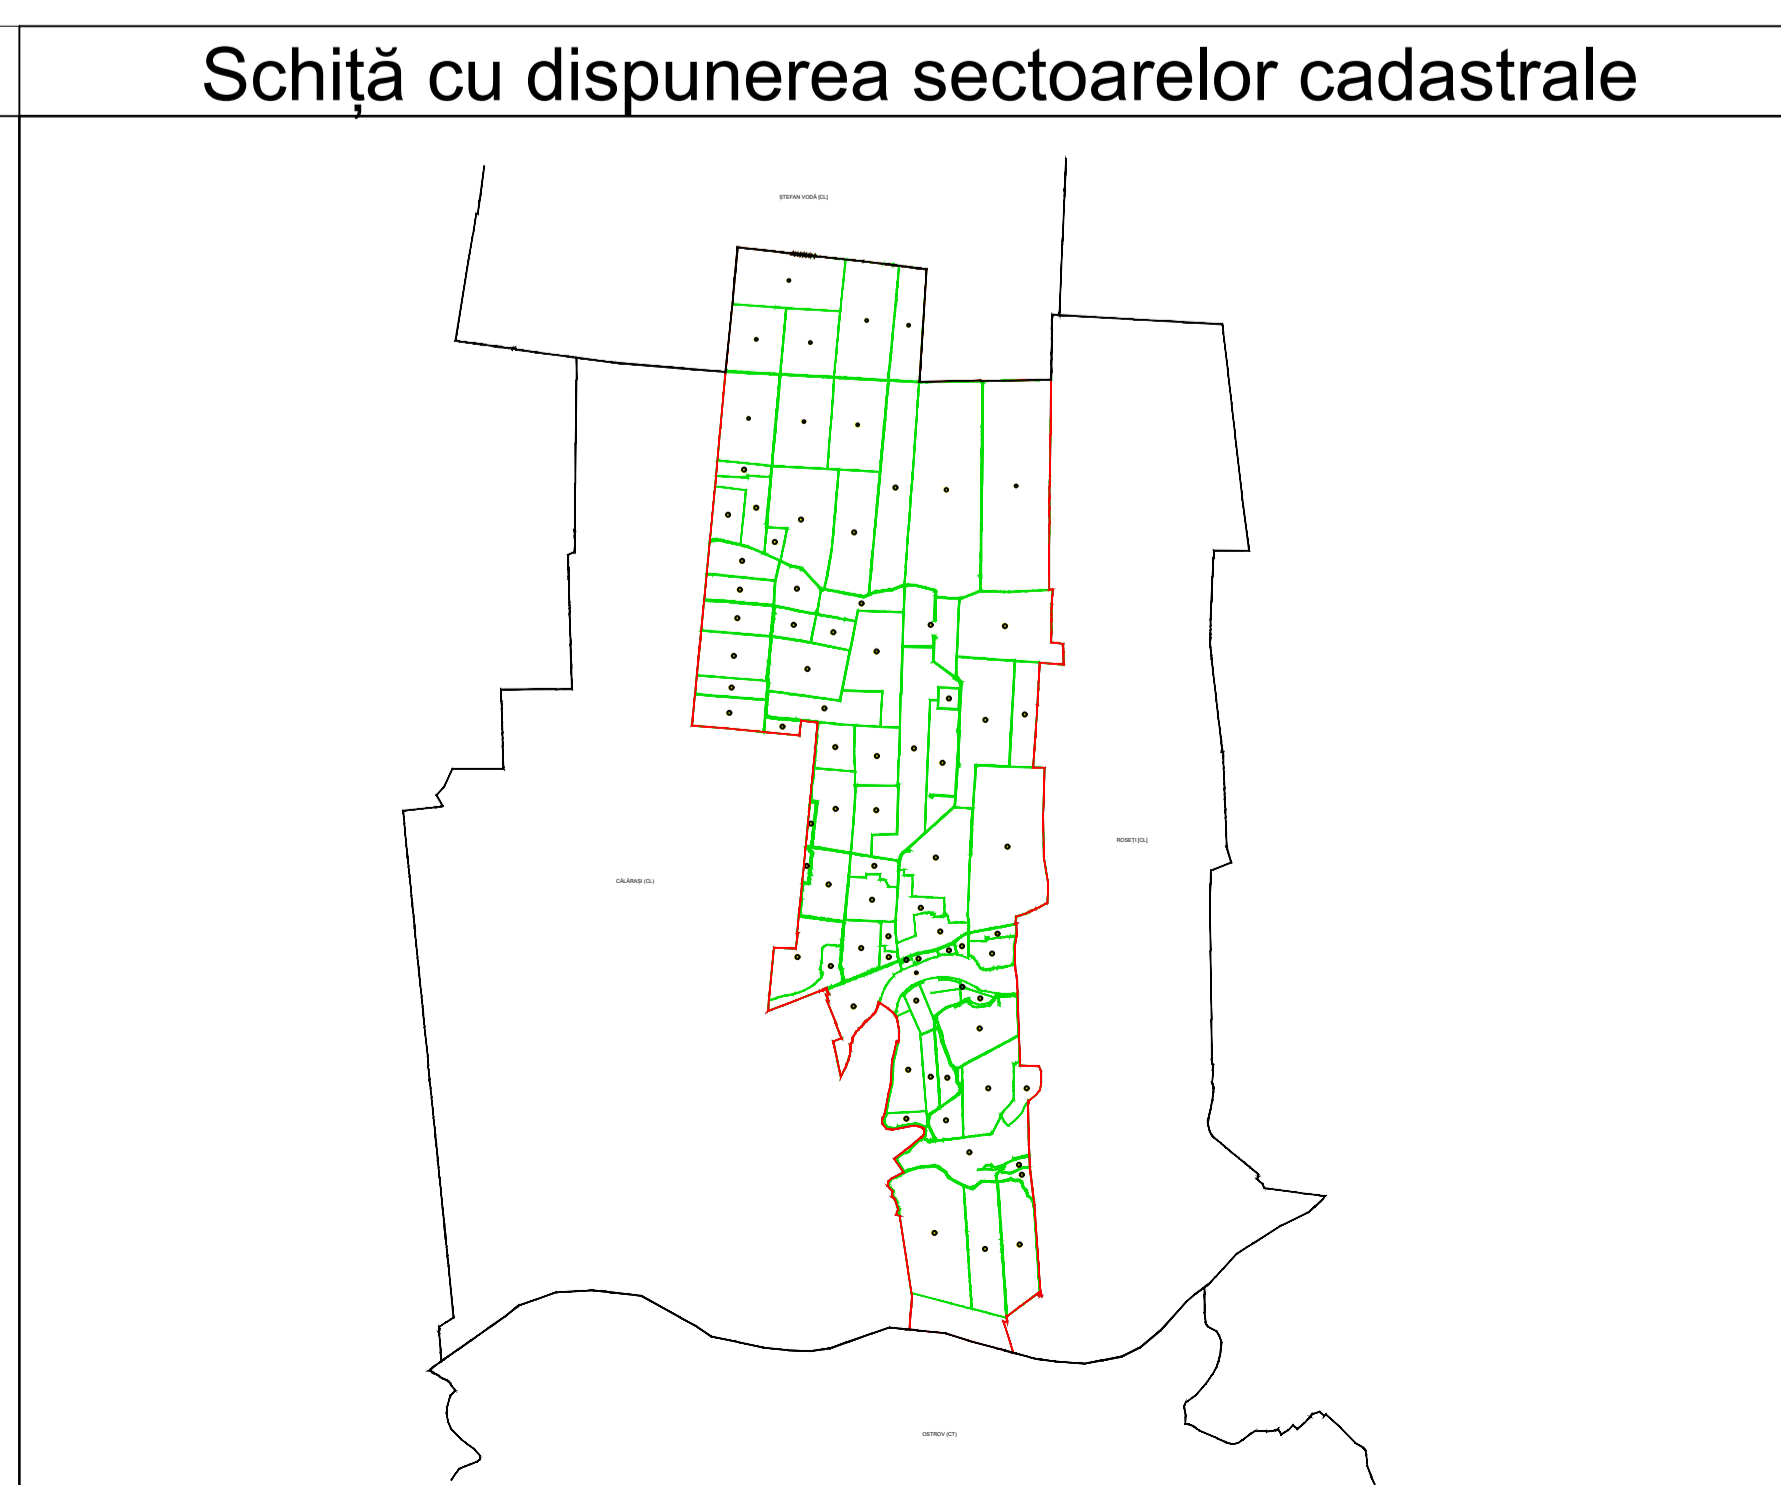 Schiță cu dispunerea sectoarelor cadastrale
ȘTEFAN VODĂ [CL]
ROSEȚI [CL]
CĂLĂRAȘI (CL)
OSTROV (CT)